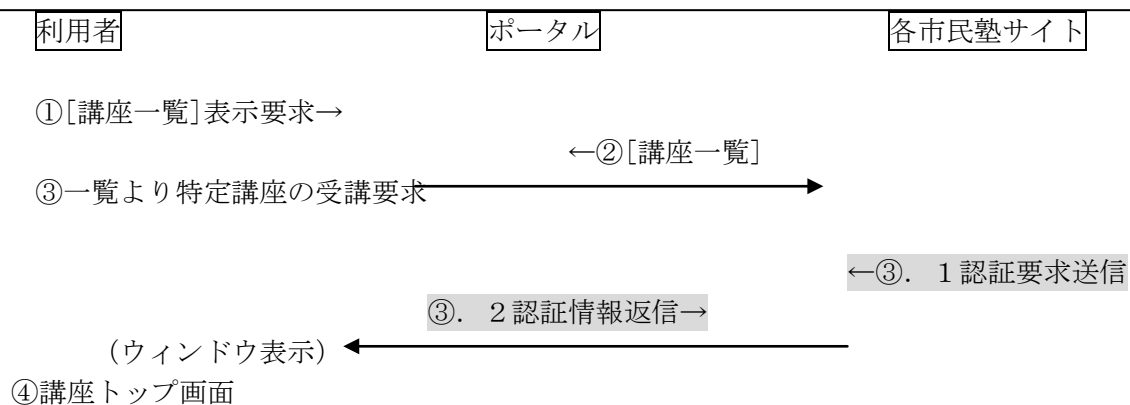 利用者 ポータル 各市民塾サイト
①[講座一覧]表示要求→
←②[講座一覧]
③一覧より特定講座の受講要求
←③．１認証要求送信
③．２認証情報返信→
(ウィンドウ表示)
④講座トップ画面